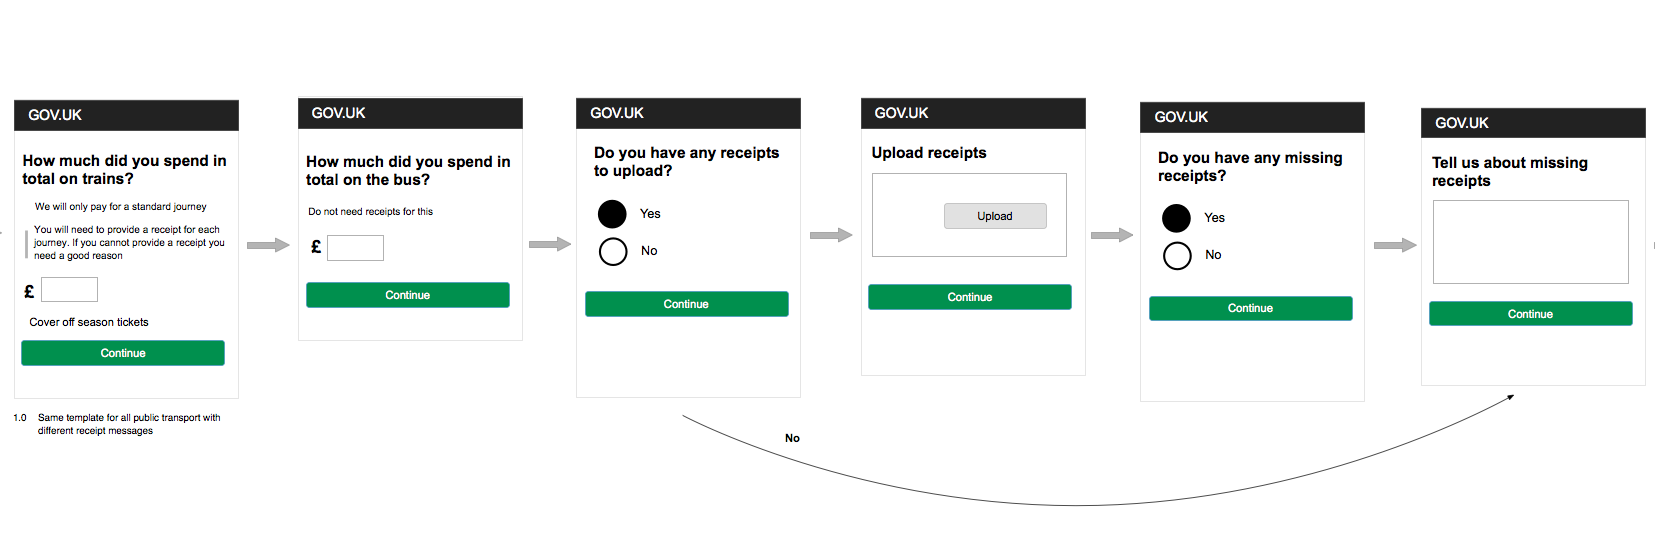 GOV.UK
How much did you spend in
total on trains?
We will only pay for a standard journey
You will need to provide a receipt for each
journey. If you cannot provide a receipt you
need a good reason
£
Cover off season tickets
Continue
1.0 Same template for all public transport with
different receipt messages
GOV.UK
How much did you spend in
total on the bus?
Do not need receipts for this
£
Continue
GOV.UK
Do you have any receipts
to upload?
Yes
No
Continue
No
GOV.UK
Upload receipts
Upload
Continue
GOV.UK
Do you have any missing
receipts?
Yes
No
Continue
GOV.UK
Tell us about missing
receipts
Continue